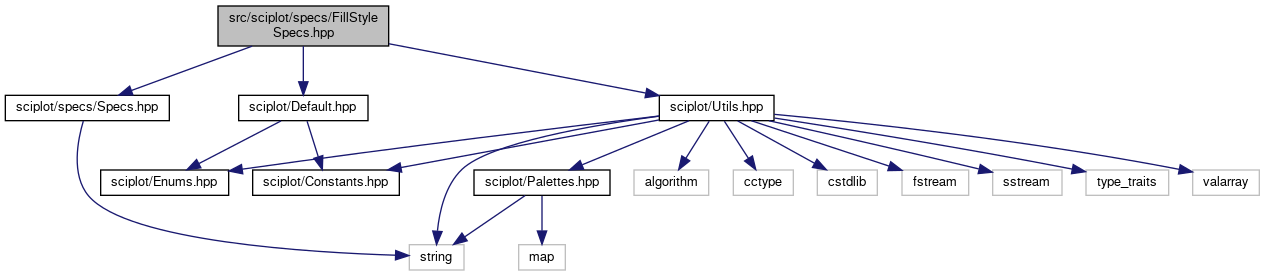 src/sciplot/specs/FillStyle
Specs.hpp
sciplot/specs/Specs.hpp
sciplot/Default.hpp
sciplot/Utils.hpp
sciplot/Enums.hpp
sciplot/Constants.hpp
sciplot/Palettes.hpp
algorithm
cctype
cstdlib
fstream
sstream
type_traits
valarray
string
map